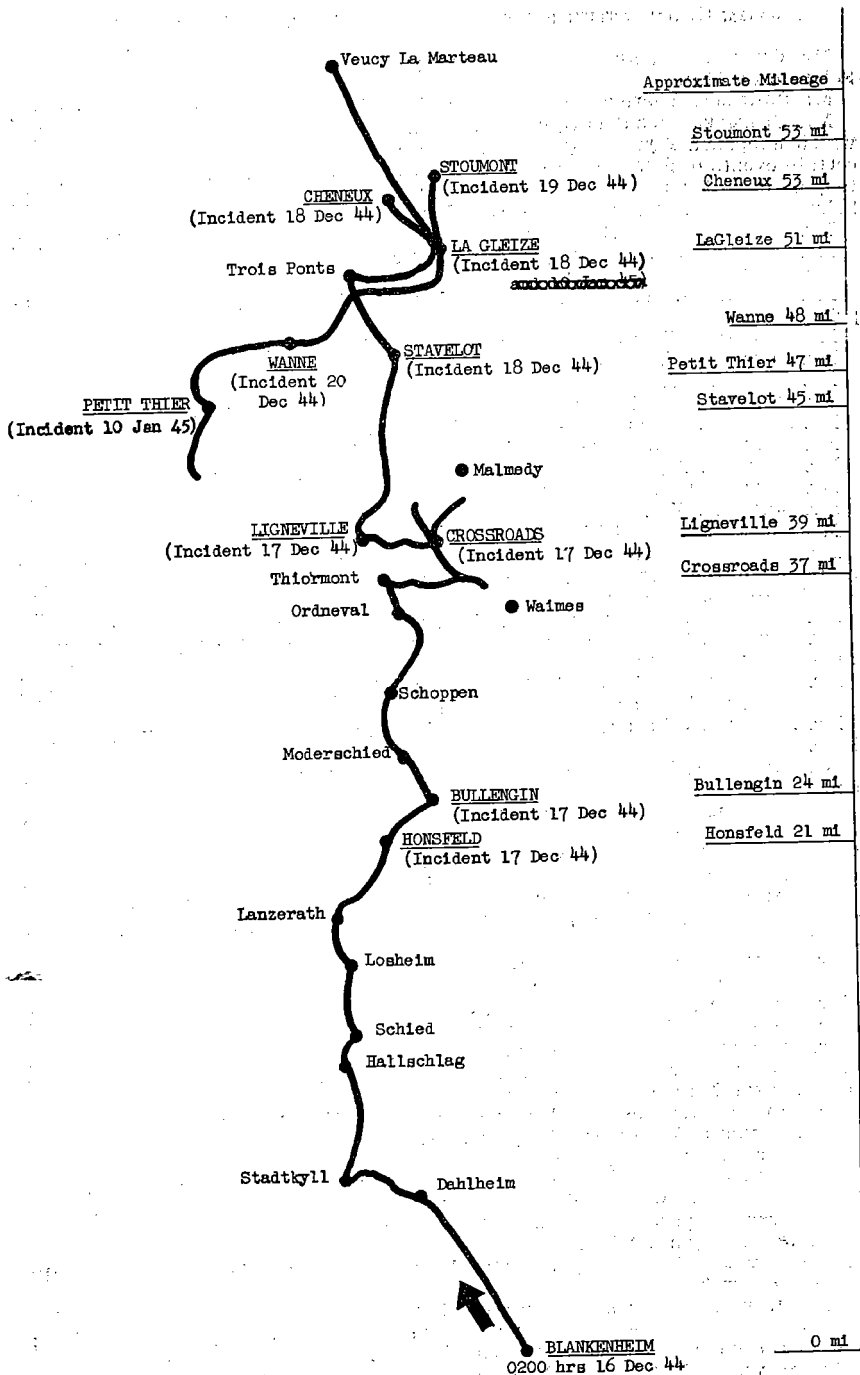 Veucy La Marteau
Approximate Mileage
Stoumont 53 mi
STOUMONT
(Incident 19 Dec 44)
Cheneux 53 mi
CHENEUX
(Incident 18 Dec 44)
LA GLEIZE
(Incident 18 Dec 44)
LaGleize 51 mi
Trois Ponts
Wanne 48 mi
WANNE
(Incident 20
Dec 44)
STAVELOT
(Incident 18 Dec 44)
Petit Thier 47 mi
PETIT THIER
(Incident 10 Jan 45)
Stavelot 45 mi
Malmedy
LIGNEVILLE
(Incident 17 Dec 44)
CROSSROADS
(Incident 17 Dec 44)
Ligneville 39 mi
Crossroads 37 mi
Thiormont
Ordneval
Waimes
Schoppen
Moderschied
BULLENGIN
(Incident 17 Dec 44)
Bullengin 24 mi
HONSFELD
(Incident 17 Dec 44)
Honsfeld 21 mi
Lanzerath
Losheim
Schied
Hallschlag
Stadtkyll
Dahlheim
BLANKENHEIM
0200 hrs 16 Dec 44
0 mi